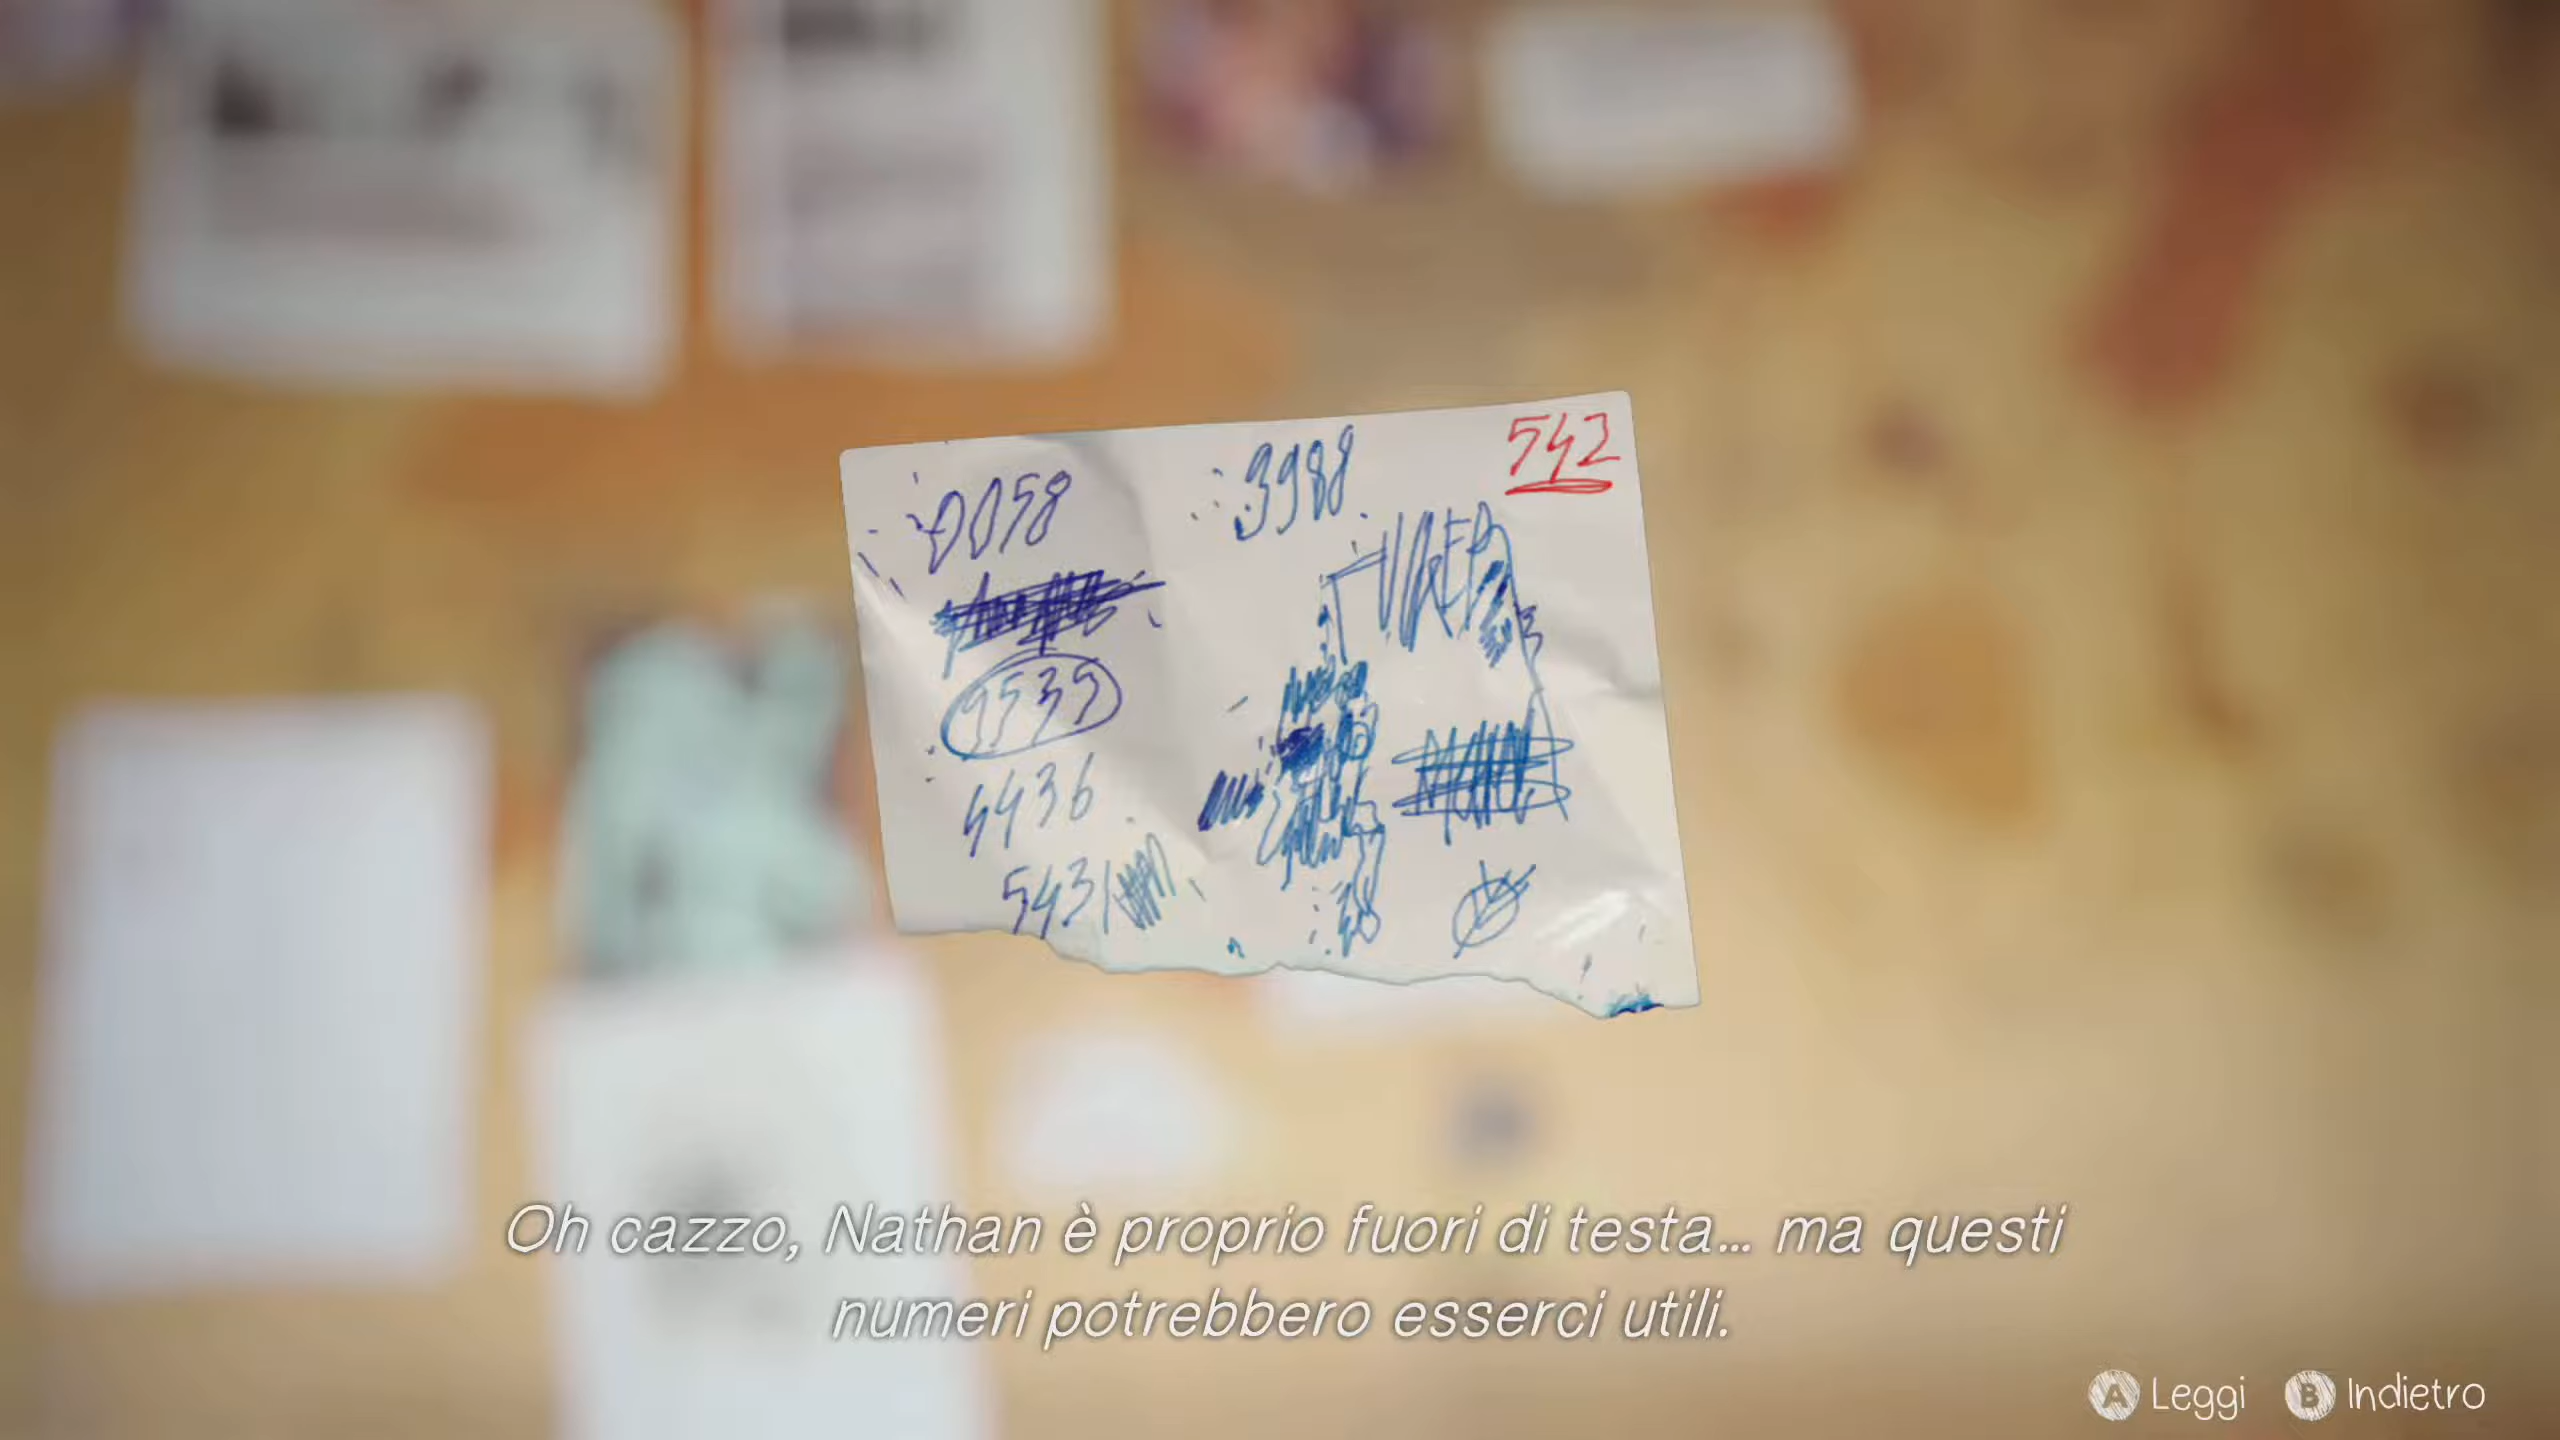 542
3988
0058
9539
5436
543
Oh cazzo, Nathan è proprio fuori di testa... ma questi
numeri potrebbero esserci utili.
A Leggi B Indietro